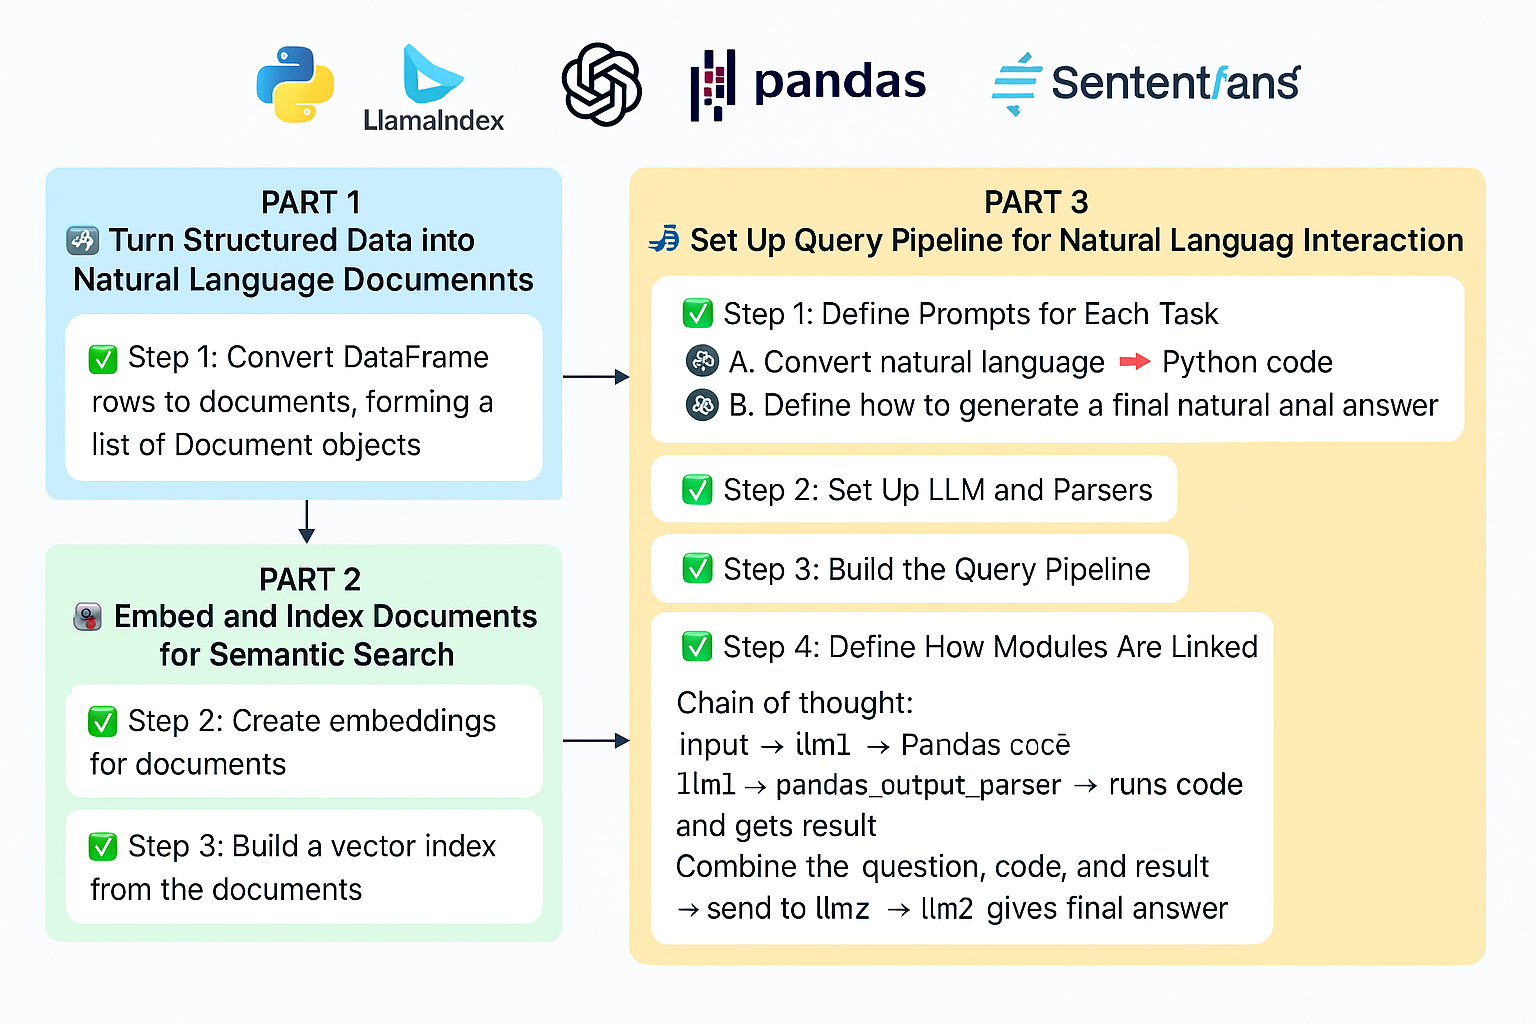 LlamaIndex
pandas
Sententfans
PART 1
Turn Structured Data into
Natural Language Documennts
Step 1: Convert DataFrame
rows to documents, forming a
list of Document objects
PART 2
Embed and Index Documents
for Semantic Search
Step 2: Create embeddings
for documents
Step 3: Build a vector index
from the documents
PART 3
Set Up Query Pipeline for Natural Languag Interaction
Step 1: Define Prompts for Each Task
A. Convert natural language → Python code
B. Define how to generate a final natural anal answer
Step 2: Set Up LLM and Parsers
Step 3: Build the Query Pipeline
Step 4: Define How Modules Are Linked
Chain of thought:
input → ilm1 → Pandas cocē
1lm1 → pandas_output_parser → runs code
and gets result
Combine the question, code, and result
→ send to llmz → llm2 gives final answer